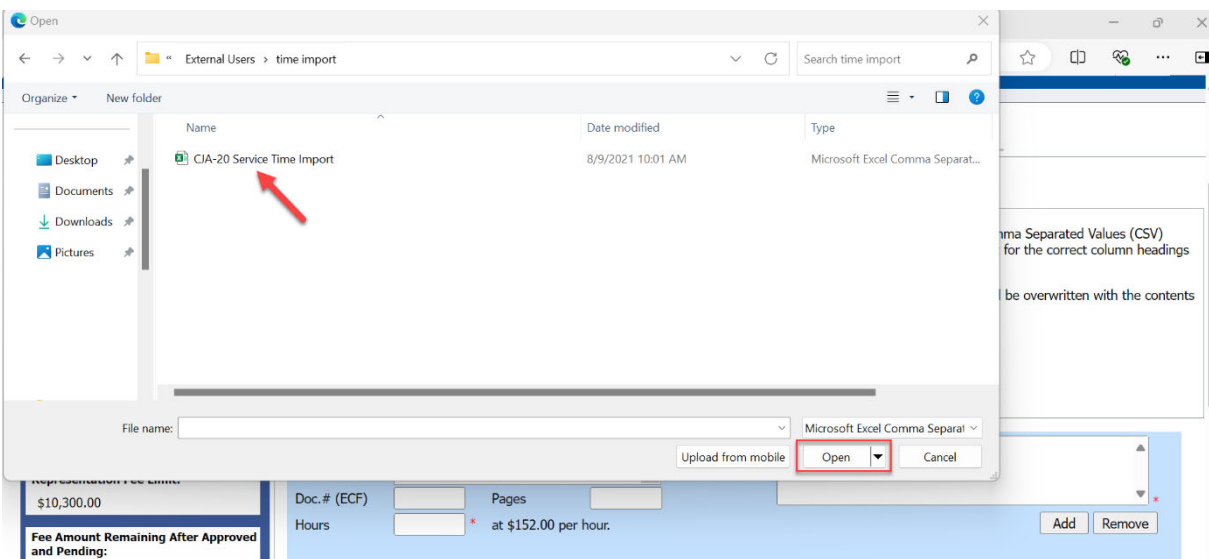 Open
« External Users > time import
Search time import
Organize
New folder
Name
Date modified
Type
Desktop
CJA-20 Service Time Import
8/9/2021 10:01 AM
Microsoft Excel Comma Separat...
Documents
Downloads
Pictures
Comma Separated Values (CSV)
for the correct column headings
be overwritten with the contents
File name:
Microsoft Excel Comma Separat
Upload from mobile
Open
Cancel
Representation Fee Limit:
$10,300.00
Doc.# (ECF)
Pages
*
Hours
*
at $152.00 per hour.
Add
Remove
Fee Amount Remaining After Approved
and Pending: